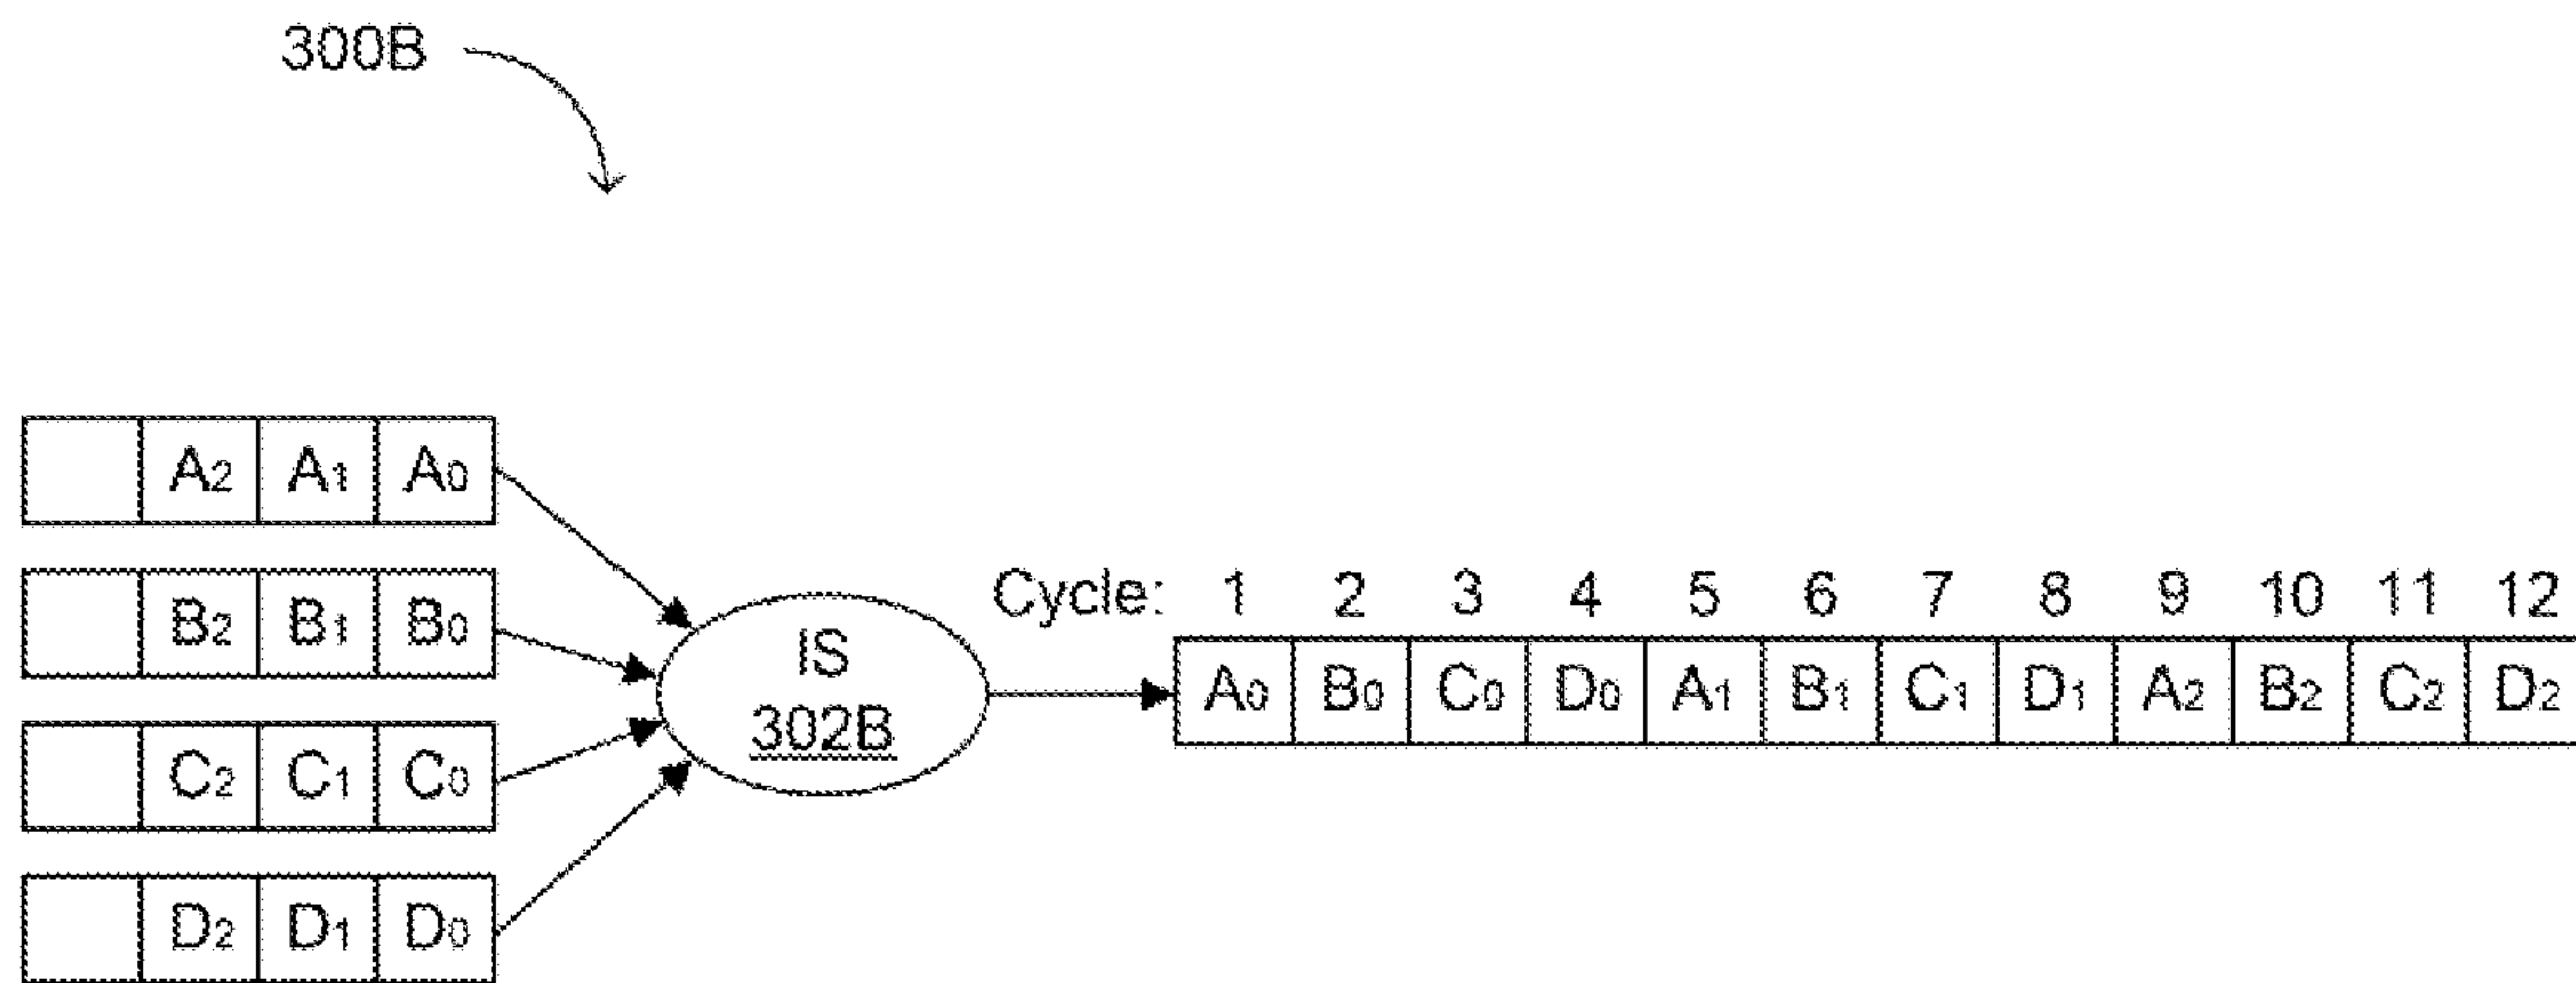 300B
A2 A1 A0
B2 B1 B0
C2 C1 C0
D2 D1 D0
IS
302B
Cycle: 1 2 3 4 5 6 7 8 9 10 11 12
A0 B0 C0 D0 A1 B1 C1 D1 A2 B2 C2 D2